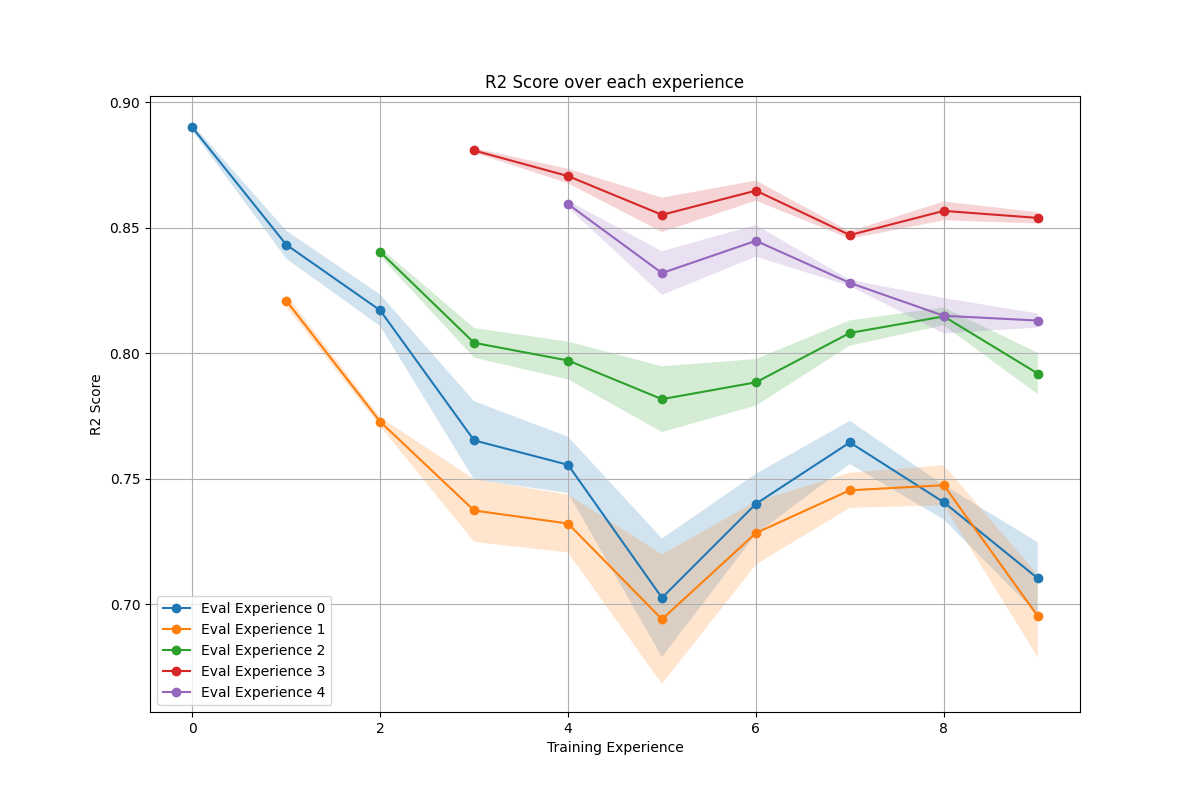 R2 Score over each experience
R2 Score
0.90
0.85
0.80
0.75
0.70
Eval Experience 0
Eval Experience 1
Eval Experience 2
Eval Experience 3
Eval Experience 4
0 2 4 6 8
Training Experience